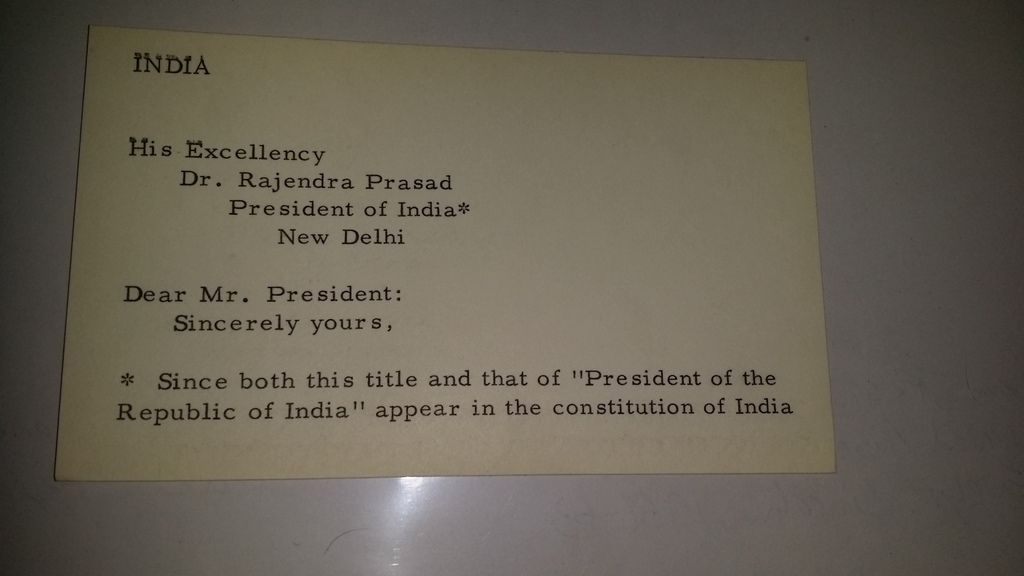 INDIA
His Excellency
Dr. Rajendra Prasad
President of India*
New Delhi
Dear Mr. President:
Sincerely yours,
* Since both this title and that of "President of the
Republic of India" appear in the constitution of India